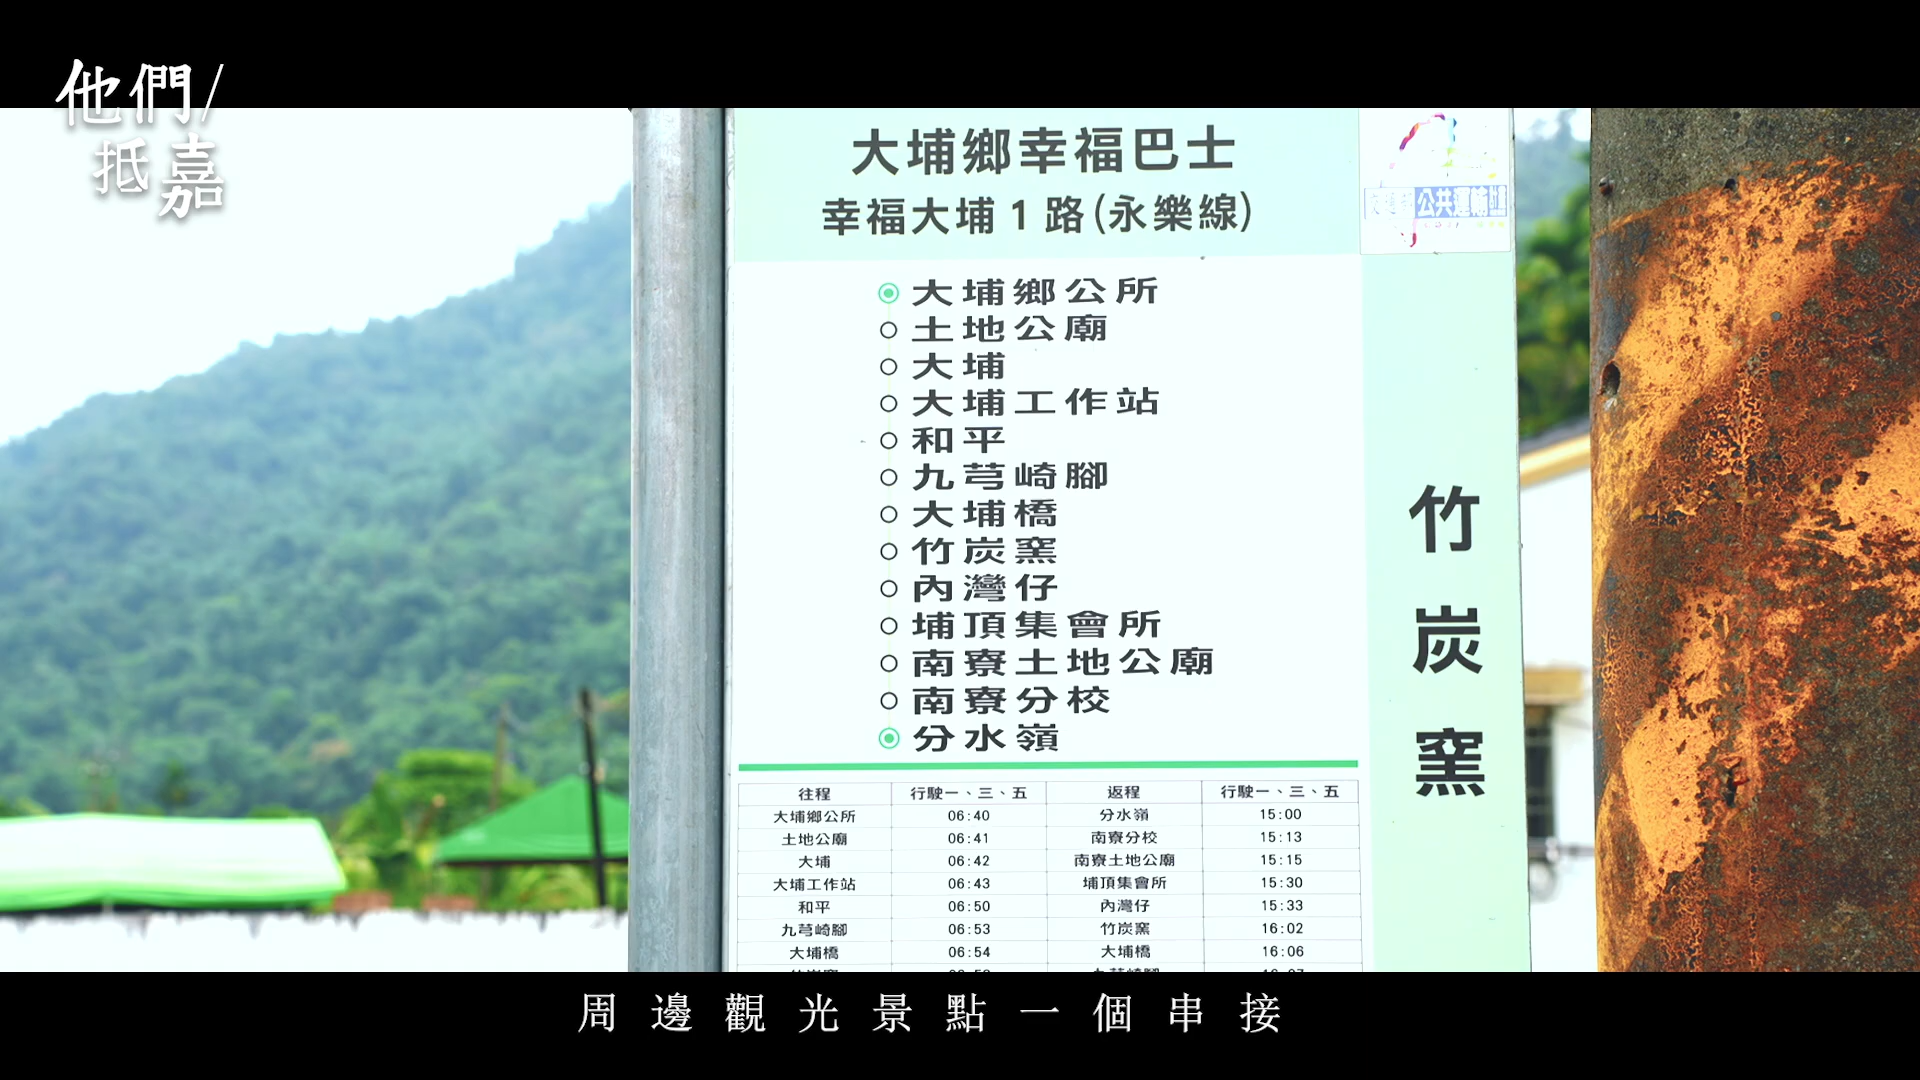 他們/
抵嘉
大埔鄉幸福巴士
幸福大埔1路(永樂線)
公共運輸
大埔鄉公所
土地公廟
大埔
大埔工作站
和平
九芎崎腳
大埔橋
竹炭窯
內灣仔
埔頂集會所
南寮土地公廟
南寮分校
分水嶺
竹炭窯
往程 行駛一、三、五 返程 行駛一、三、五
大埔鄉公所 06:40 分水嶺 15:00
土地公廟 06:41 南寮分校 15:13
大埔 06:42 南寮土地公廟 15:15
大埔工作站 06:43 埔頂集會所 15:30
和平 06:50 內灣仔 15:33
九芎崎腳 06:53 竹炭窯 16:02
大埔橋 06:54 大埔橋 16:06
周邊觀光景點一個串接